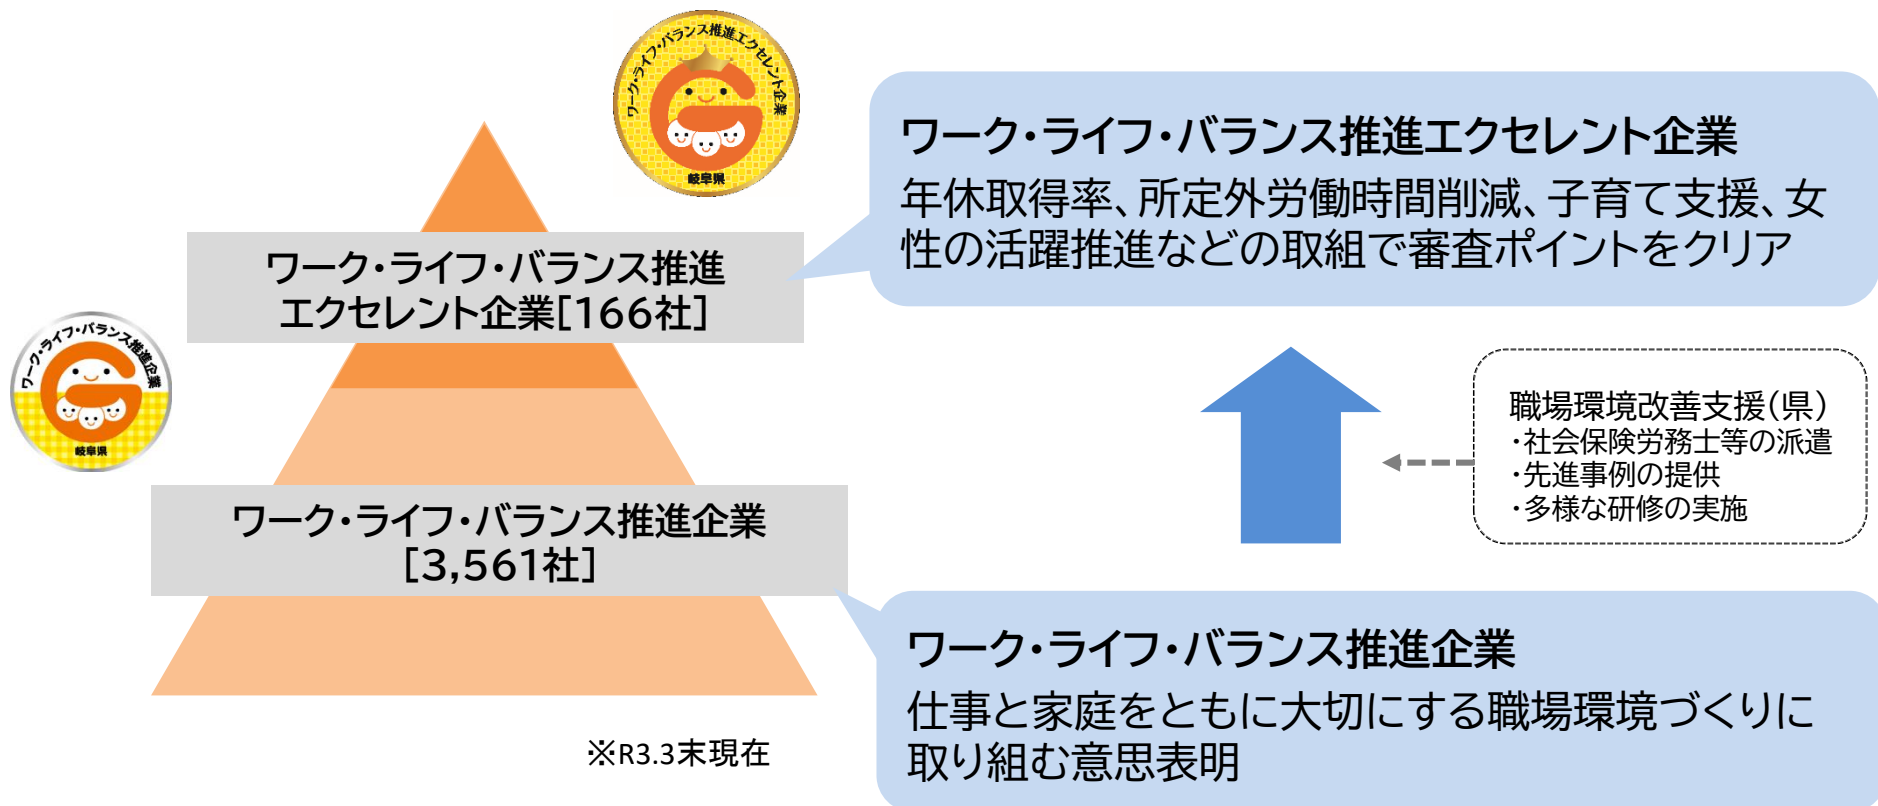 ワーク・ライフ・バランス推進エクセレント企業
岐阜県
ワーク・ライフ・バランス推進エクセレント企業
年休取得率、所定外労働時間削減、子育て支援、女
性の活躍推進などの取組で審査ポイントをクリア
ワーク・ライフ・バランス推進
エクセレント企業[166社]
ワーク・ライフ・バランス推進企業
岐阜県
職場環境改善支援(県)
・社会保険労務士等の派遣
・先進事例の提供
・多様な研修の実施
ワーク・ライフ・バランス推進企業
[3,561社]
ワーク・ライフ・バランス推進企業
仕事と家庭をともに大切にする職場環境づくりに
取り組む意思表明
※R3.3末現在